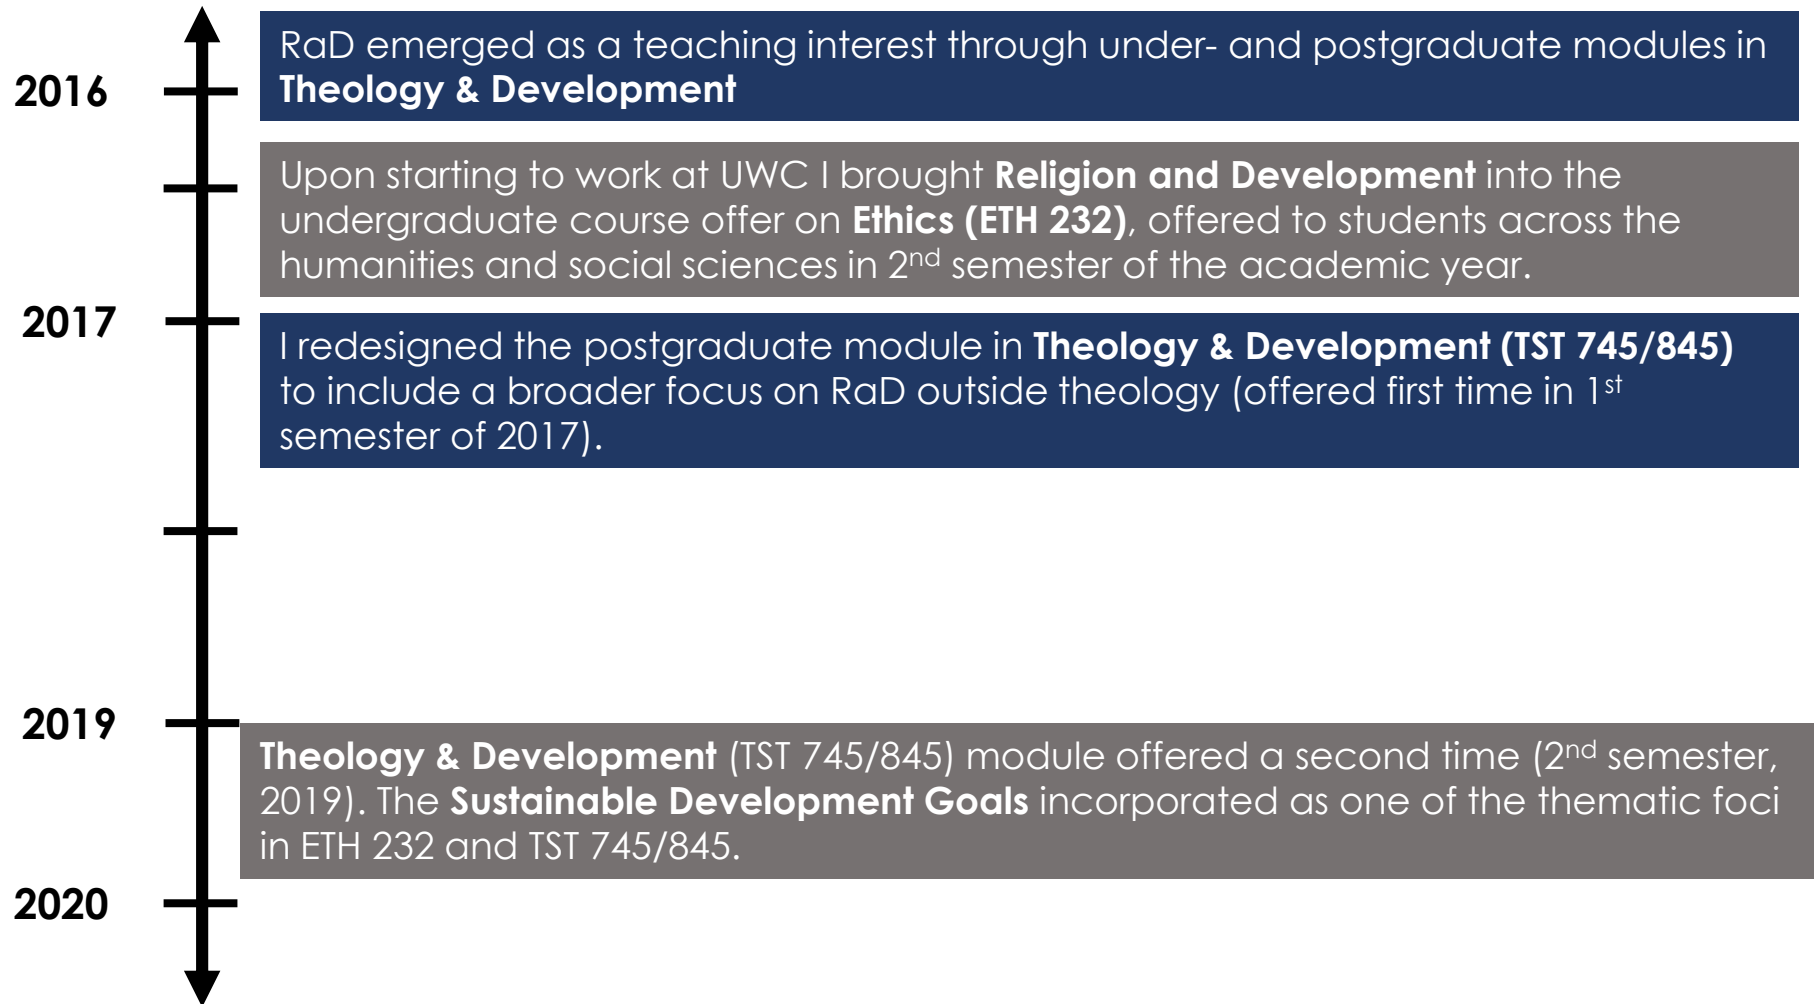 2016
RaD emerged as a teaching interest through under- and postgraduate modules in
Theology & Development
Upon starting to work at UWC I brought Religion and Development into the
undergraduate course offer on Ethics (ETH 232), offered to students across the
humanities and social sciences in 2nd semester of the academic year.
2017
I redesigned the postgraduate module in Theology & Development (TST 745/845)
to include a broader focus on RaD outside theology (offered first time in 1st
semester of 2017).
2019
Theology & Development (TST 745/845) module offered a second time (2nd semester,
2019). The Sustainable Development Goals incorporated as one of the thematic foci
in ETH 232 and TST 745/845.
2020